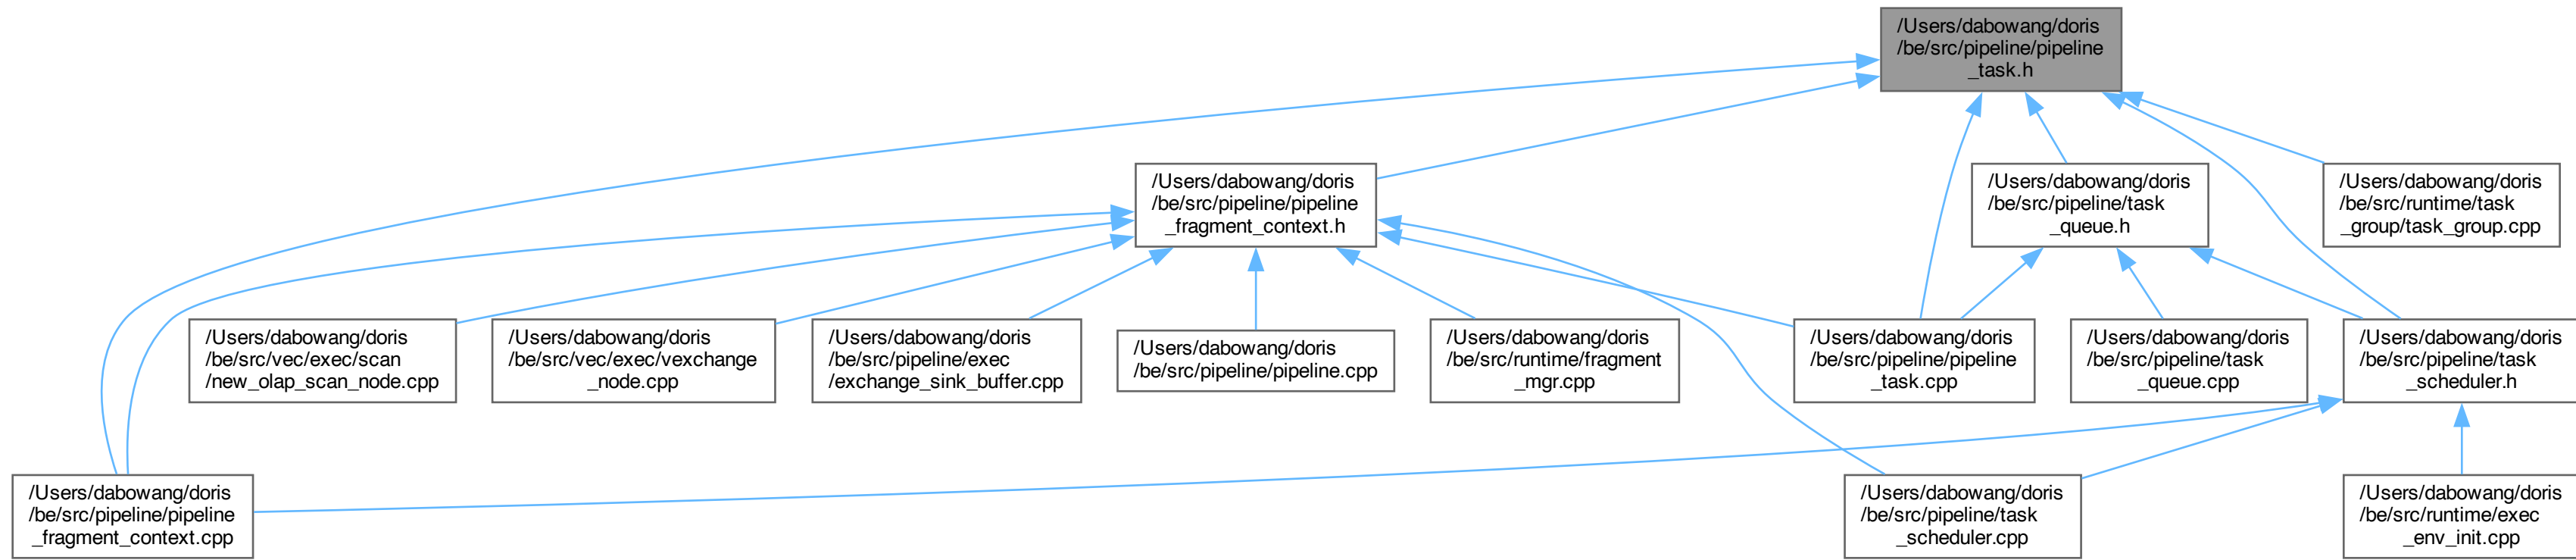 /Users/dabowang/doris
/be/src/pipeline/pipeline
_task.h
/Users/dabowang/doris
/be/src/pipeline/pipeline
_fragment_context.h
/Users/dabowang/doris
/be/src/pipeline/task
_queue.h
/Users/dabowang/doris
/be/src/runtime/task
_group/task_group.cpp
/Users/dabowang/doris
/be/src/vec/exec/scan
/new_olap_scan_node.cpp
/Users/dabowang/doris
/be/src/vec/exec/vexchange
_node.cpp
/Users/dabowang/doris
/be/src/pipeline/exec
/exchange_sink_buffer.cpp
/Users/dabowang/doris
/be/src/pipeline/pipeline.cpp
/Users/dabowang/doris
/be/src/runtime/fragment
_mgr.cpp
/Users/dabowang/doris
/be/src/pipeline/pipeline
_task.cpp
/Users/dabowang/doris
/be/src/pipeline/task
_queue.cpp
/Users/dabowang/doris
/be/src/pipeline/task
_scheduler.h
/Users/dabowang/doris
/be/src/pipeline/pipeline
_fragment_context.cpp
/Users/dabowang/doris
/be/src/pipeline/task
_scheduler.cpp
/Users/dabowang/doris
/be/src/runtime/exec
_env_init.cpp